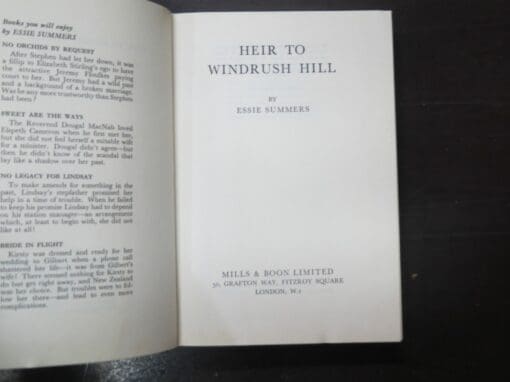 Books you will enjoy
by ESSIE SUMMERS
NO ORCHIDS BY REQUEST
After Stephen had let her down, it was
a fillip to Elizabeth Stirling's ego to have
the attractive Jeremy Ffoulkes paying
court to her. But Jeremy had a wild past
and a background of a broken marriage.
Was he any more trustworthy than Stephen
had been?
SWEET ARE THE WAYS
The Reverend Dougal MacNab loved
Elspeth Cameron when he first met her,
but she did not feel herself a suitable wife
for a minister. Dougal didn't agree—but
then he didn't know of the scandal that
lay like a shadow over her past.
NO LEGACY FOR LINDSAY
To make amends for something in the
past, Lindsay's stepfather promised her
help in a time of trouble. When he failed
to keep his promise Lindsay had to depend
on his station manager—an arrangement
which, at least to begin with, she did not
like at all!
BRIDE IN FLIGHT
Kirsty was dressed and ready for her
wedding to Gilbert when a phone call
shattered her life—it was from Gilbert's
wife! There seemed nothing for Kirsty to
do but get right away, and New Zealand
was her choice. But troubles were to fol-
low her there—and lead to even more
complications.
HEIR TO
WINDRUSH HILL
BY
ESSIE SUMMERS
MILLS & BOON LIMITED
50, GRAFTON WAY, FITZROY SQUARE
LONDON, W.1